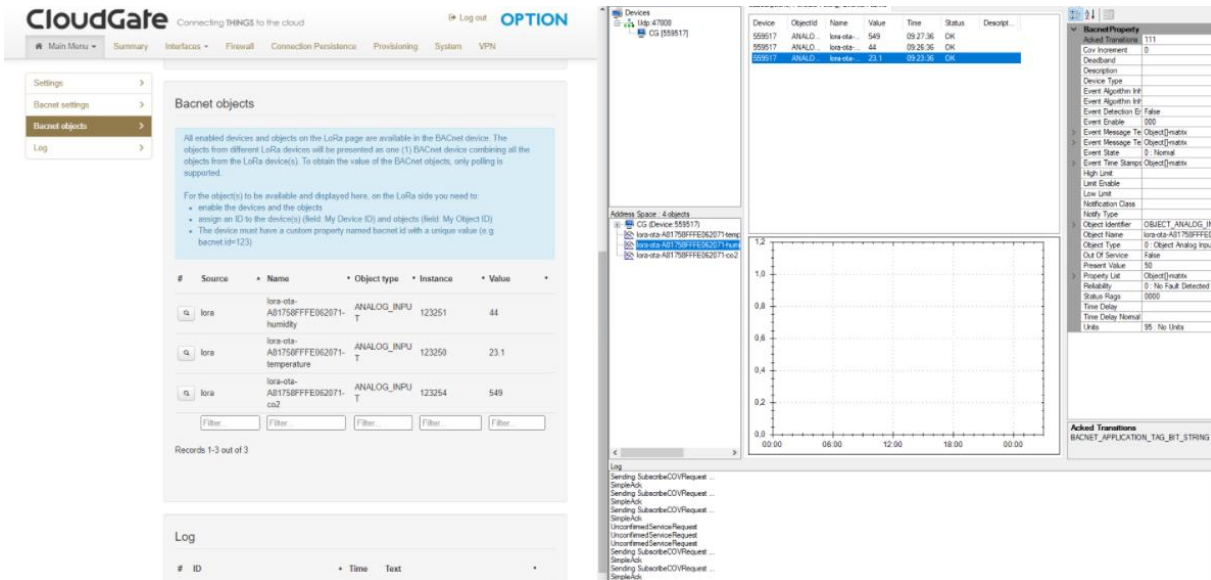 CloudGate Connecting THINGS to the cloud
Log out OPTION
Main Menu Summary Interfaces Firewall Connection Persistence Provisioning System VPN
Settings
Bacnet settings
Bacnet objects
Log
Bacnet objects
All enabled devices and objects on the LoRa page are available in the BACnet device. The
objects from different LoRa devices will be presented as one (1) BACnet device combining all the
objects from the LoRa device(s). To obtain the value of the BACnet objects, only polling is
supported.
For the object(s) to be available and displayed here, on the LoRa side you need to:
• enable the devices and the objects
• assign an ID to the device(s) (field: My Device ID) and objects (field: My Object ID)
• The device must have a custom property named bacnet.id with a unique value (e.g.
bacnet.id=123)
# Source Name Object type Instance Value
lora lora-ota-
A81758FFFE062071-
humidity
ANALOG_INPU
T
123251 44
lora lora-ota-
A81758FFFE062071-
temperature
ANALOG_INPU
T
123250 23.1
lora lora-ota-
A81758FFFE062071-
co2
ANALOG_INPU
T
123254 549
Filter... Filter... Filter... Filter... Filter...
Records 1-3 out of 3
Log
# ID Time Text
Devices
Udp:47808
CG [559517]
Device ObjectId Name Value Time Status Descript...
559517 ANALO... lora-ota-... 549 09:27:36 OK
559517 ANALO... lora-ota-... 44 09:26:36 OK
559517 ANALO... lora-ota-... 23.1 09:23:36 OK
Address Space : 4 objects
CG (Device:559517)
lora-ota-A81758FFFE062071-temp
lora-ota-A81758FFFE062071-humi
lora-ota-A81758FFFE062071-co2
1,2
1,0
0,8
0,6
0,4
0,2
0,0
00:00 06:00 12:00 18:00 00:00
BacnetProperty
Acked Transitions 111
Cov Increment 0
Deadband
Description
Device Type
Event Algorithm Inh
Event Algorithm Inh
Event Detection Er False
Event Enable 000
Event Message Te Object[]-matrix
Event Message Te Object[]-matrix
Event State 0 : Normal
Event Time Stamps Object[]-matrix
High Limit
Limit Enable
Low Limit
Notification Class
Notify Type
Object Identifier OBJECT_ANALOG_IN
Object Name lora-ota-A81758FFFE0
Object Type 0 : Object Analog Inpu
Out Of Service False
Present Value 50
Property List Object[]-matrix
Reliability 0 : No Fault Detected
Status Flags 0000
Time Delay
Time Delay Normal
Units 95 : No Units
Acked Transitions
BACNET_APPLICATION_TAG_BIT_STRING
Log
Sending SubscribeCOVRequest ...
SimpleAck
Sending SubscribeCOVRequest ...
SimpleAck
Sending SubscribeCOVRequest ...
SimpleAck
UnconfirmedServiceRequest
UnconfirmedServiceRequest
UnconfirmedServiceRequest
Sending SubscribeCOVRequest ...
SimpleAck
Sending SubscribeCOVRequest ...
SimpleAck